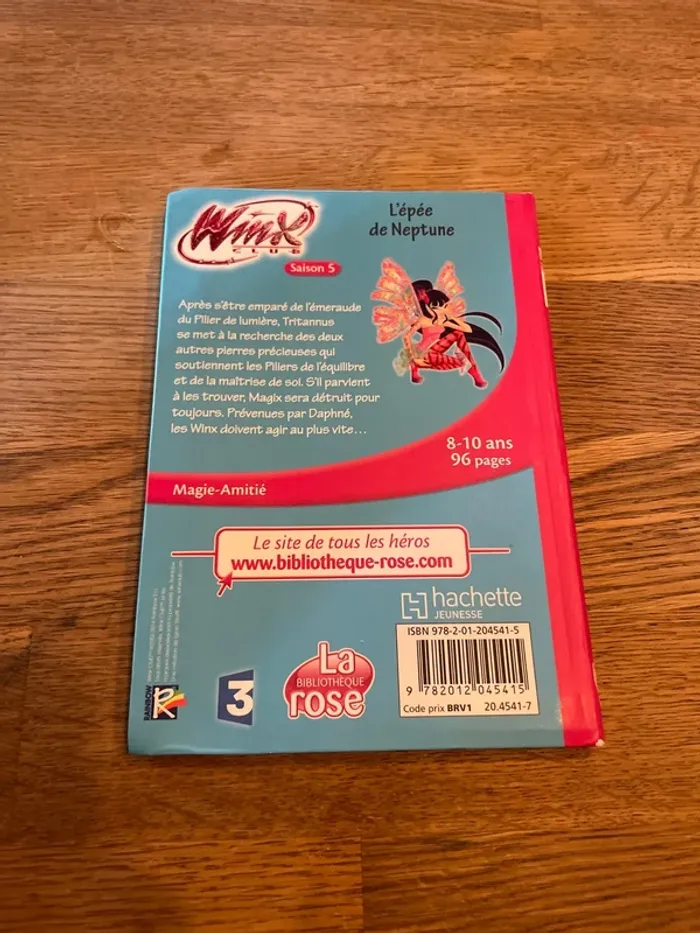 WinX
CLUB
Saison 5
L'épée
de Neptune
Après s'être emparé de l'émeraude
du Pilier de lumière, Tritannus
se met à la recherche des deux
autres pierres précieuses qui
soutiennent les Piliers de l'équilibre
et de la maîtrise de soi. S'il parvient
à les trouver, Magix sera détruit pour
toujours. Prévenues par Daphné,
les Winx doivent agir au plus vite...
8-10 ans
96 pages
Magie-Amitié
Le site de tous les héros
www.bibliotheque-rose.com
hachette
JEUNESSE
ISBN 978-2-01-204541-5
9 782012 045415
Code prix BRV1 20.4541-7
La
BIBLIOTHÈQUE
rose
3
RAINBOW
R